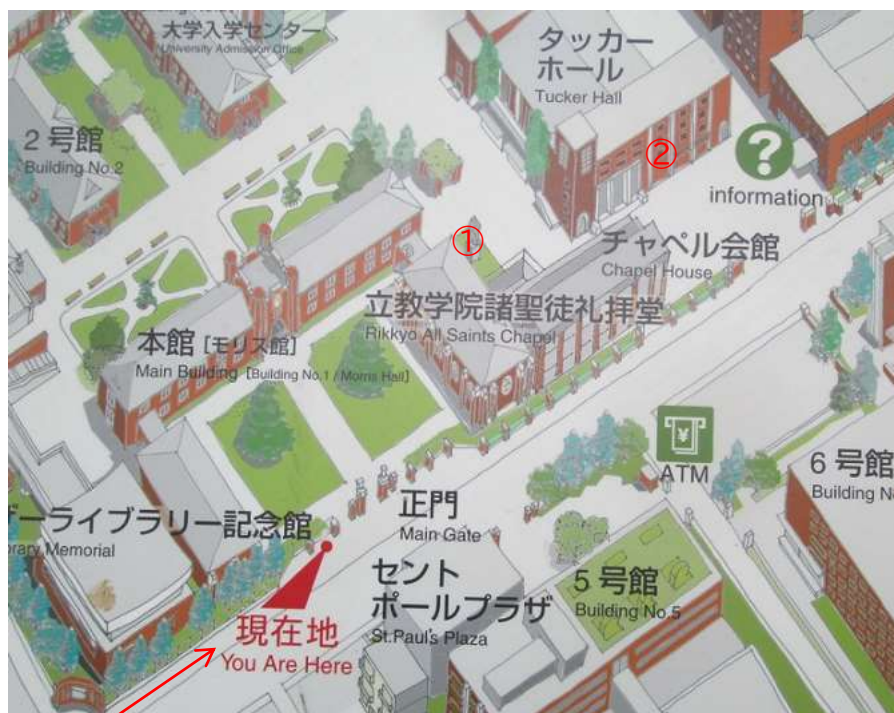 大学入学センター
University Admission Office
タッカー
ホール
Tucker Hall
②
2号館
Building No.2
?
information
①
チャペル会館
Chapel House
立教学院諸聖徒礼拝堂
Rikkyo All Saints Chapel
本館 [モリス館]
Main Building [Building No.1 / Morris Hall]
¥
ATM
6号館
Building
ーライブラリー記念館
Memorial
正門
Main Gate
セント
ポールプラザ
St.Paul's Plaza
5号館
Building No.5
現在地
You Are Here